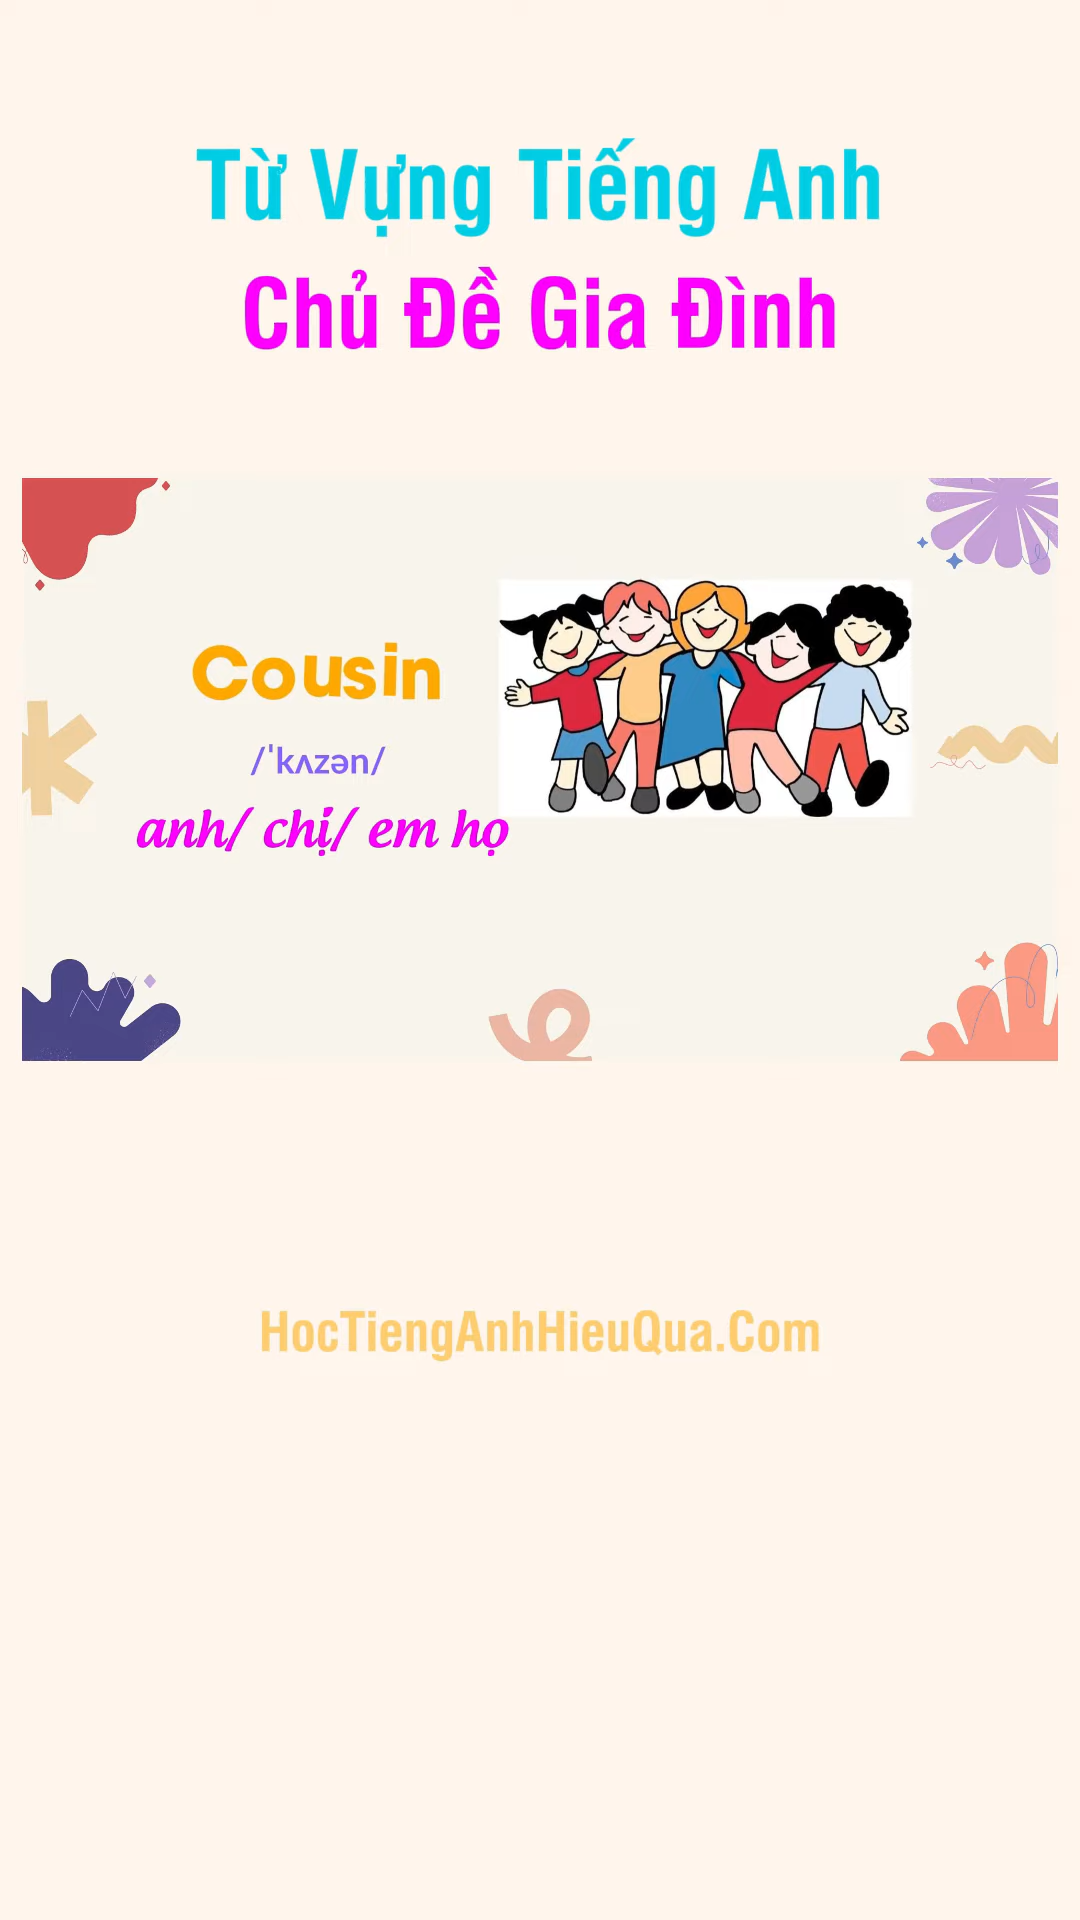 Từ Vựng Tiếng Anh
Chủ Đề Gia Đình
Cousin
/ˈkʌzən/
anh/ chị/ em họ
HocTiengAnhHieuQua.Com